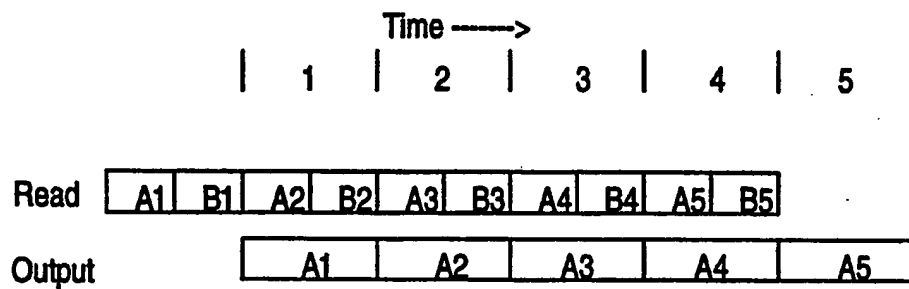 Time ------>
| 1 | 2 | 3 | 4 | 5
Read A1 B1 A2 B2 A3 B3 A4 B4 A5 B5
Output A1 A2 A3 A4 A5